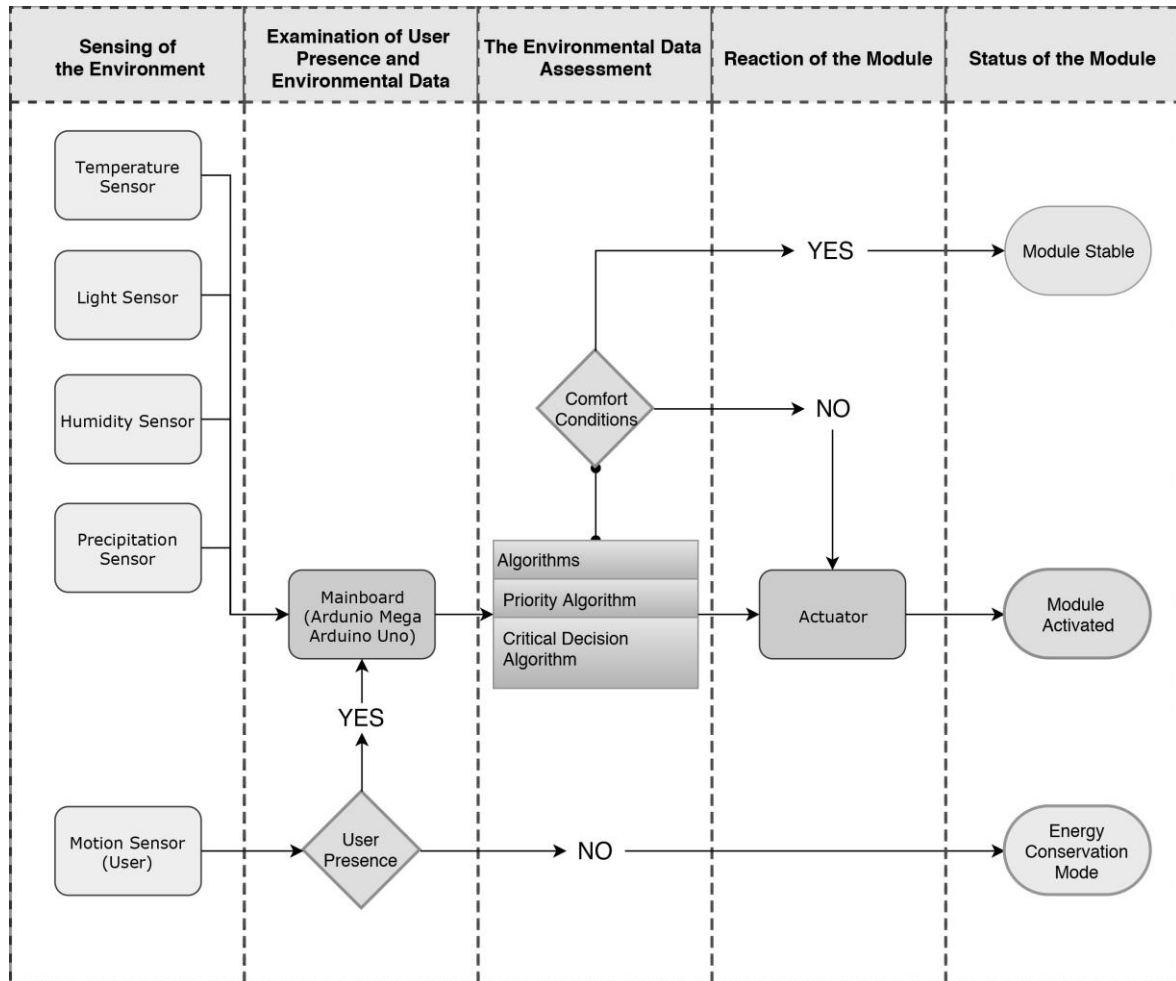 Sensing of
the Environment
Examination of User
Presence and
Environmental Data
The Environmental Data
Assessment
Reaction of the Module
Status of the Module
Temperature
Sensor
Light Sensor
Humidity Sensor
Precipitation
Sensor
Motion Sensor
(User)
Mainboard
(Ardunio Mega
Arduino Uno)
YES
User
Presence
Comfort
Conditions
Algorithms
Priority Algorithm
Critical Decision
Algorithm
NO
YES
NO
Actuator
Module Stable
Module
Activated
Energy
Conservation
Mode